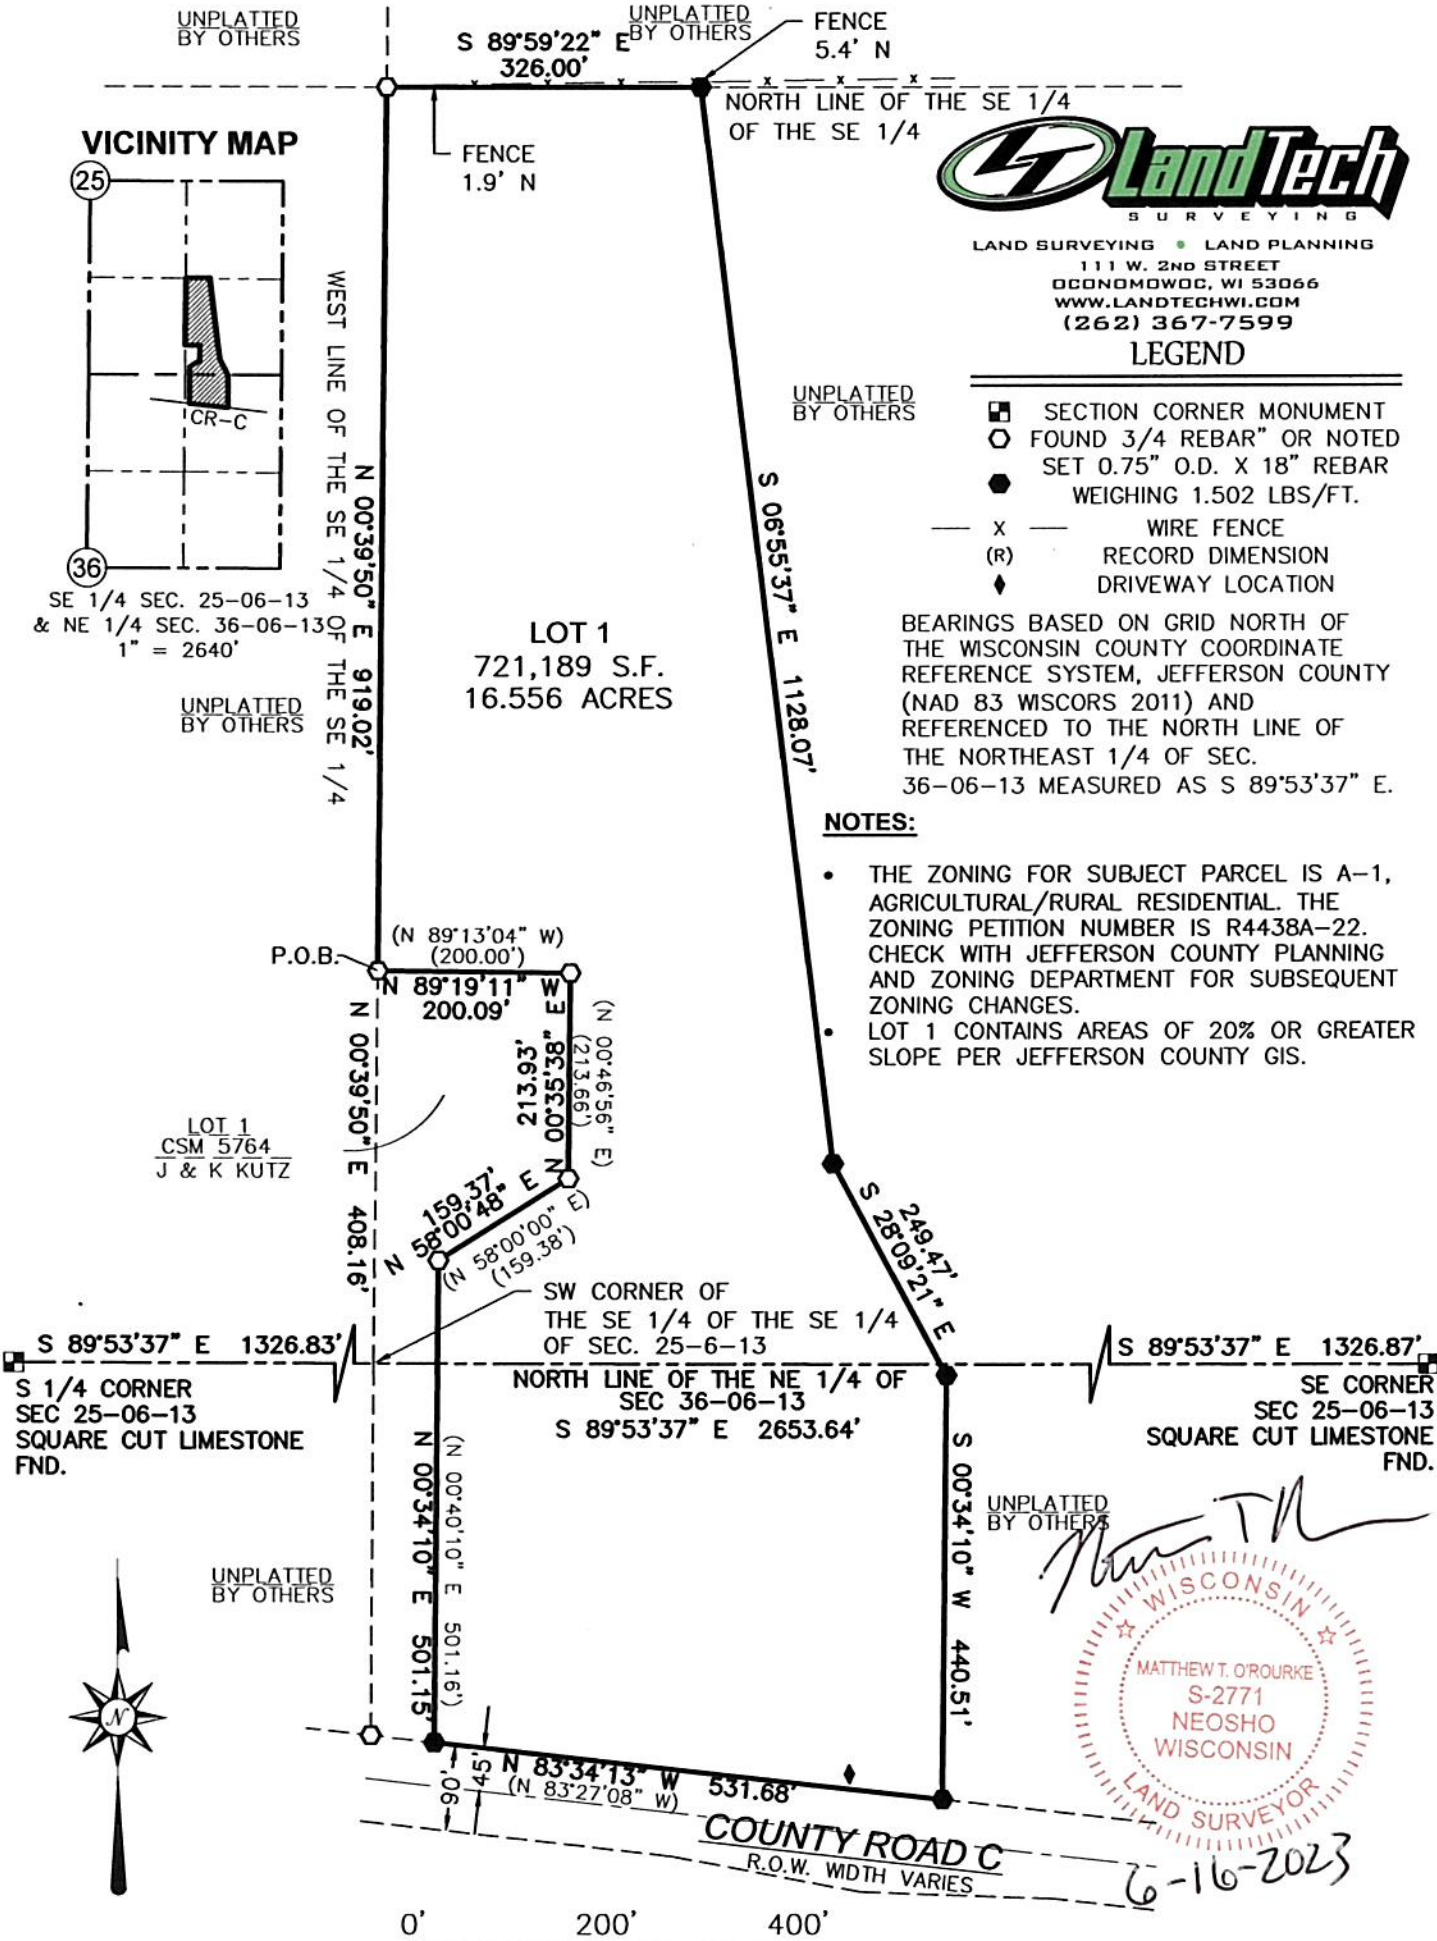 UNPLATTED
BY OTHERS
S 89°59'22" E
326.00'
UNPLATTED
BY OTHERS
FENCE
5.4' N
NORTH LINE OF THE SE 1/4
OF THE SE 1/4
FENCE
1.9' N
VICINITY MAP
25
CR-C
36
SE 1/4 SEC. 25-06-13
& NE 1/4 SEC. 36-06-13
1" = 2640'
UNPLATTED
BY OTHERS
WEST LINE OF THE SE 1/4 OF THE SE 1/4
N 00°39'50" E 919.02'
LOT 1
721,189 S.F.
16.556 ACRES
S 06°55'37" E 1128.07'
UNPLATTED
BY OTHERS
LT LandTech
SURVEYING
LAND SURVEYING • LAND PLANNING
111 W. 2ND STREET
OCONOMOWOC, WI 53066
WWW.LANDTECHWI.COM
(262) 367-7599
LEGEND
SECTION CORNER MONUMENT
FOUND 3/4 REBAR" OR NOTED
SET 0.75" O.D. X 18" REBAR
WEIGHING 1.502 LBS/FT.
X WIRE FENCE
(R) RECORD DIMENSION
DRIVEWAY LOCATION
BEARINGS BASED ON GRID NORTH OF
THE WISCONSIN COUNTY COORDINATE
REFERENCE SYSTEM, JEFFERSON COUNTY
(NAD 83 WISCORS 2011) AND
REFERENCED TO THE NORTH LINE OF
THE NORTHEAST 1/4 OF SEC.
36-06-13 MEASURED AS S 89°53'37" E.
NOTES:
• THE ZONING FOR SUBJECT PARCEL IS A-1,
AGRICULTURAL/RURAL RESIDENTIAL. THE
ZONING PETITION NUMBER IS R4438A-22.
CHECK WITH JEFFERSON COUNTY PLANNING
AND ZONING DEPARTMENT FOR SUBSEQUENT
ZONING CHANGES.
• LOT 1 CONTAINS AREAS OF 20% OR GREATER
SLOPE PER JEFFERSON COUNTY GIS.
P.O.B.
(N 89°13'04" W)
(200.00')
N 89°19'11" W
200.09'
N 00°35'38" E
213.93'
(N 00°46'56" E)
(213.66')
N 00°39'50" E 408.16'
LOT 1
CSM 5764
J & K KUTZ
159.37'
N 58°00'48" E
(N 58°00'00" E)
(159.38')
249.47'
S 28°09'21" E
SW CORNER OF
THE SE 1/4 OF THE SE 1/4
OF SEC. 25-6-13
S 89°53'37" E 1326.83'
S 1/4 CORNER
SEC 25-06-13
SQUARE CUT LIMESTONE
FND.
NORTH LINE OF THE NE 1/4 OF
SEC 36-06-13
S 89°53'37" E 2653.64'
S 89°53'37" E 1326.87'
SE CORNER
SEC 25-06-13
SQUARE CUT LIMESTONE
FND.
N 00°34'10" E 501.15'
(N 00°40'10" E 501.16')
S 00°34'10" W 440.51'
UNPLATTED
BY OTHERS
UNPLATTED
BY OTHERS
N
WISCONSIN
MATTHEW T. O'ROURKE
S-2771
NEOSHO
WISCONSIN
LAND SURVEYOR
6-16-2023
N 83°34'13" W 531.68'
(N 83°27'08" W)
90'
45'
COUNTY ROAD C
R.O.W. WIDTH VARIES
0' 200' 400'